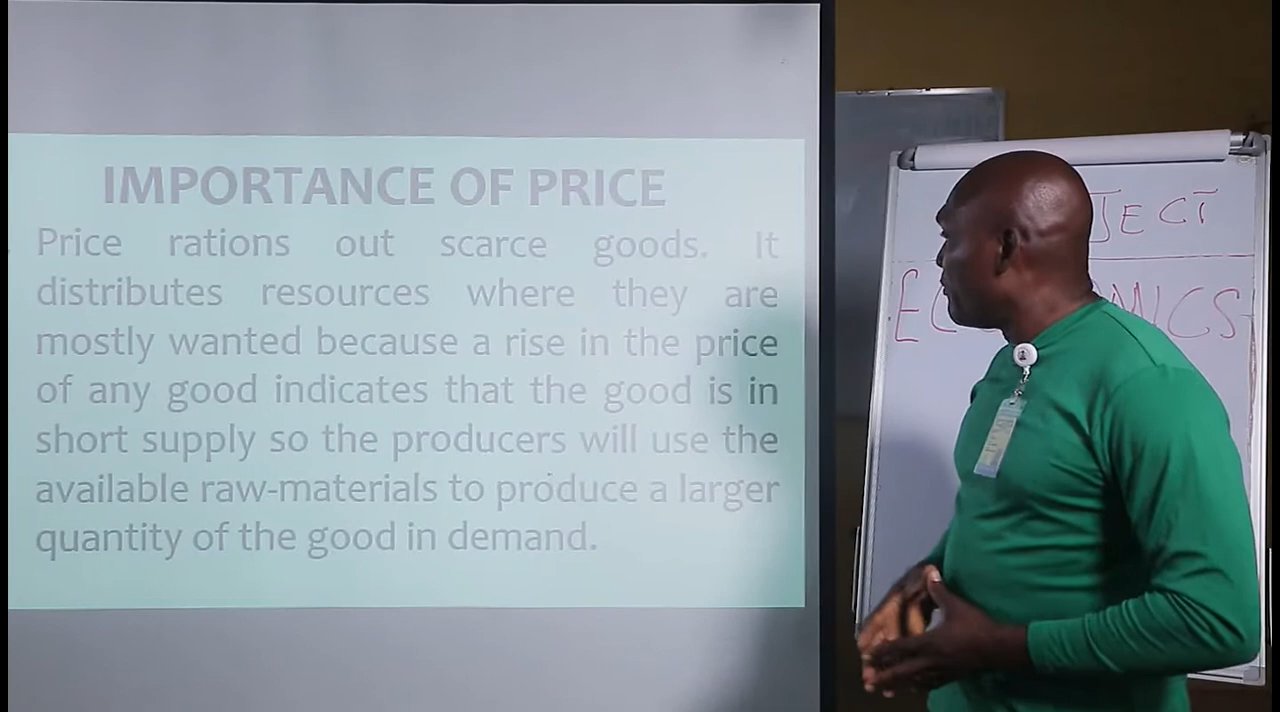 IMPORTANCE OF PRICE
Price rations out scarce goods. It
distributes resources where they are
mostly wanted because a rise in the price
of any good indicates that the good is in
short supply so the producers will use the
available raw-materials to produce a larger
quantity of the good in demand.